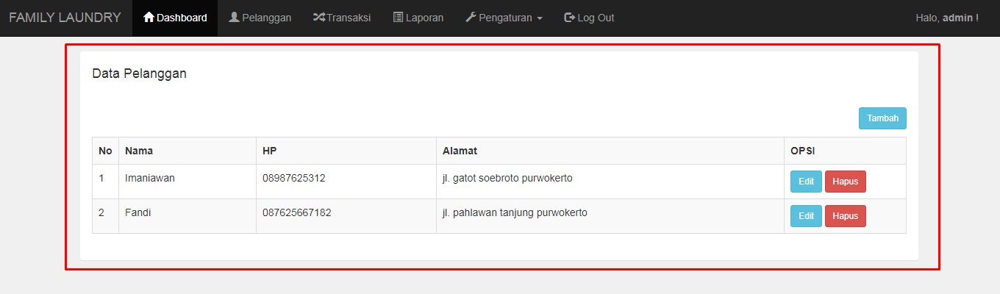 FAMILY LAUNDRY Dashboard Pelanggan Transaksi Laporan Pengaturan Log Out Halo, admin !
Data Pelanggan
Tambah
No Nama HP Alamat OPSI
1 Imaniawan 08987625312 jl. gatot soebroto purwokerto Edit Hapus
2 Fandi 087625667182 jl. pahlawan tanjung purwokerto Edit Hapus